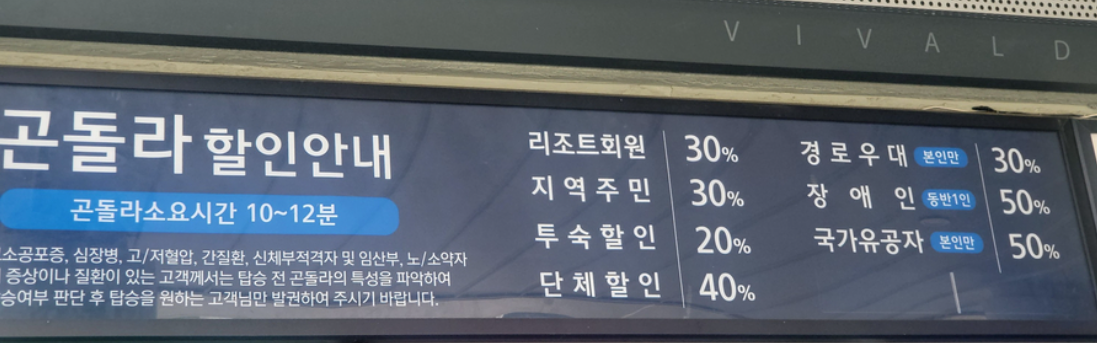 V I V A L D
곤돌라 할인안내
곤돌라소요시간 10~12분
소공포증, 심장병, 고/저혈압, 간질환, 신체부적격자 및 임산부, 노/소약자
증상이나 질환이 있는 고객께서는 탑승 전 곤돌라의 특성을 파악하여
승여부 판단 후 탑승을 원하는 고객님만 발권하여 주시기 바랍니다.
리조트회원 30%
지역주민 30%
투숙할인 20%
단체할인 40%
경로우대 본인만 30%
장애인 동반1인 50%
국가유공자 본인만 50%